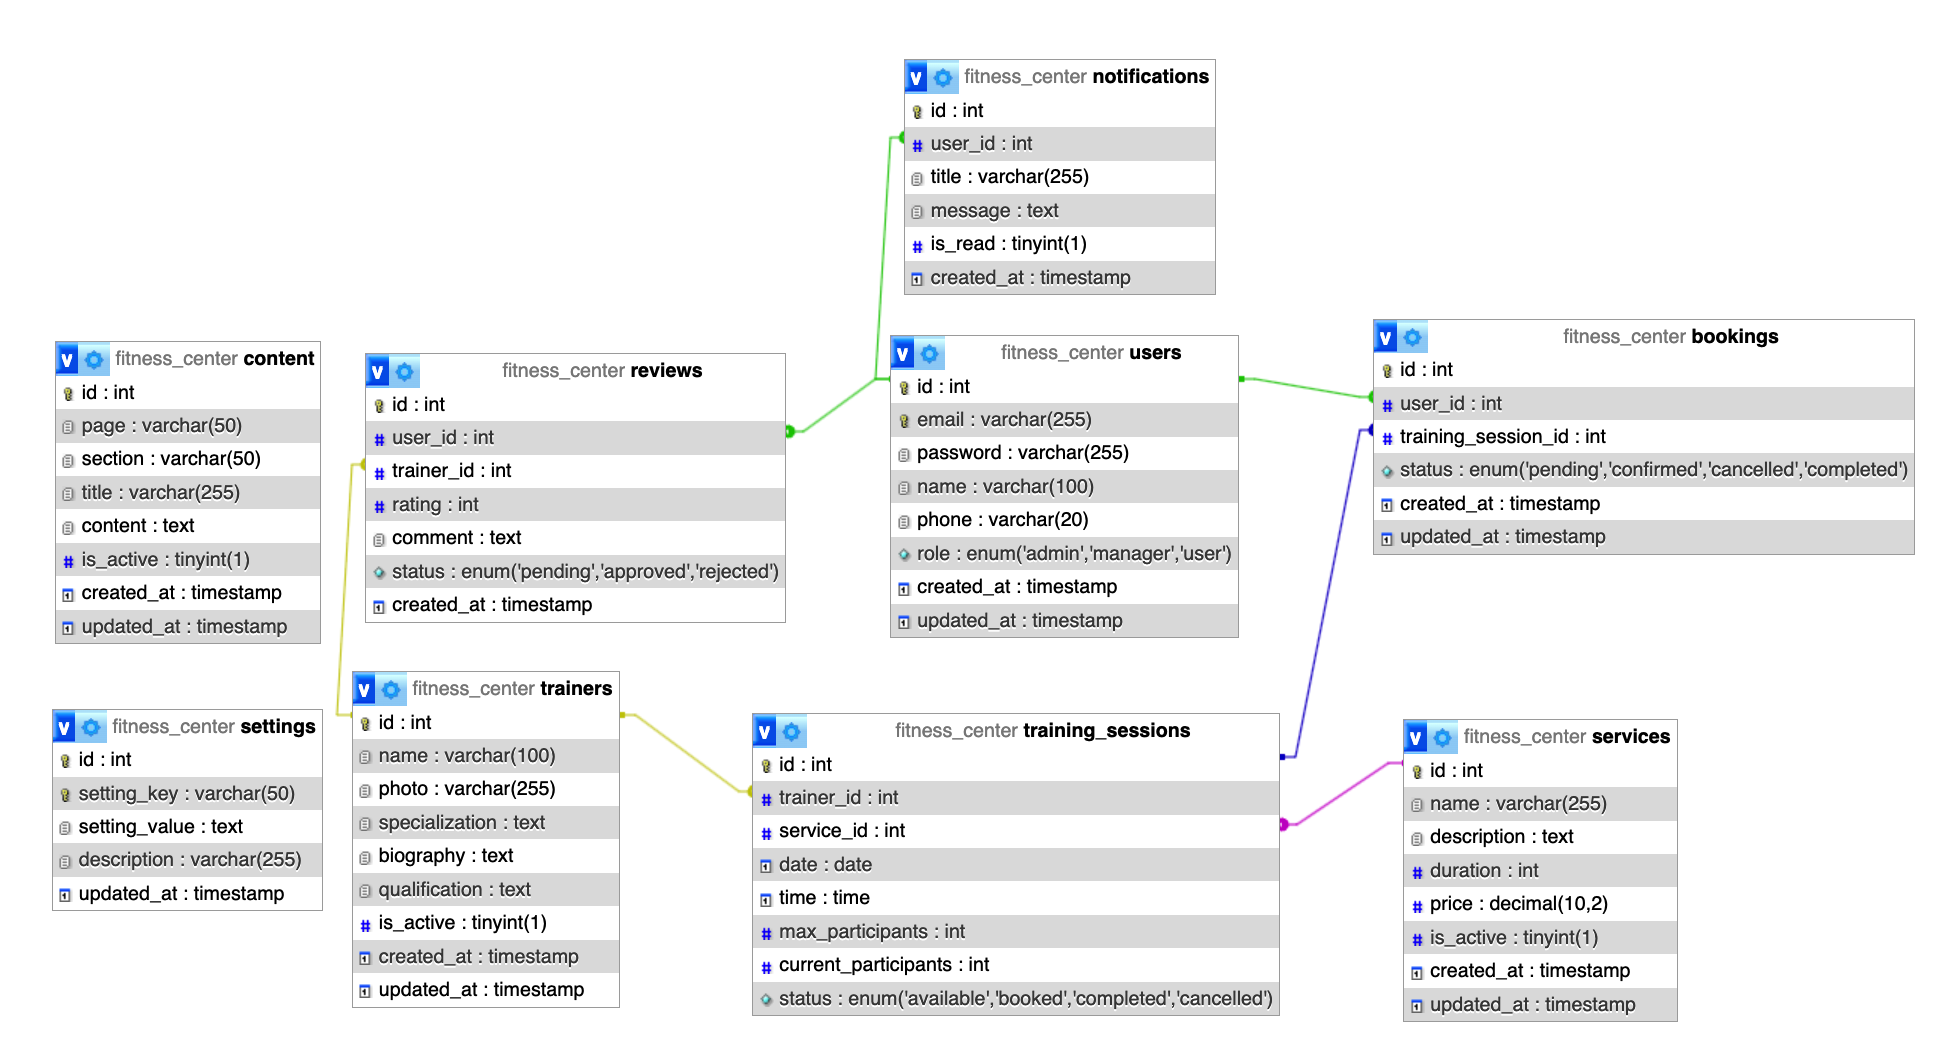 v fitness_center notifications
id : int
user_id : int
title : varchar(255)
message : text
is_read : tinyint(1)
created_at : timestamp
v fitness_center content
id : int
page : varchar(50)
section : varchar(50)
title : varchar(255)
content : text
is_active : tinyint(1)
created_at : timestamp
updated_at : timestamp
v fitness_center reviews
id : int
user_id : int
trainer_id : int
rating : int
comment : text
status : enum('pending','approved','rejected')
created_at : timestamp
v fitness_center users
id : int
email : varchar(255)
password : varchar(255)
name : varchar(100)
phone : varchar(20)
role : enum('admin','manager','user')
created_at : timestamp
updated_at : timestamp
v fitness_center bookings
id : int
user_id : int
training_session_id : int
status : enum('pending','confirmed','cancelled','completed')
created_at : timestamp
updated_at : timestamp
v fitness_center settings
id : int
setting_key : varchar(50)
setting_value : text
description : varchar(255)
updated_at : timestamp
v fitness_center trainers
id : int
name : varchar(100)
photo : varchar(255)
specialization : text
biography : text
qualification : text
is_active : tinyint(1)
created_at : timestamp
updated_at : timestamp
v fitness_center training_sessions
id : int
trainer_id : int
service_id : int
date : date
time : time
max_participants : int
current_participants : int
status : enum('available','booked','completed','cancelled')
v fitness_center services
id : int
name : varchar(255)
description : text
duration : int
price : decimal(10,2)
is_active : tinyint(1)
created_at : timestamp
updated_at : timestamp